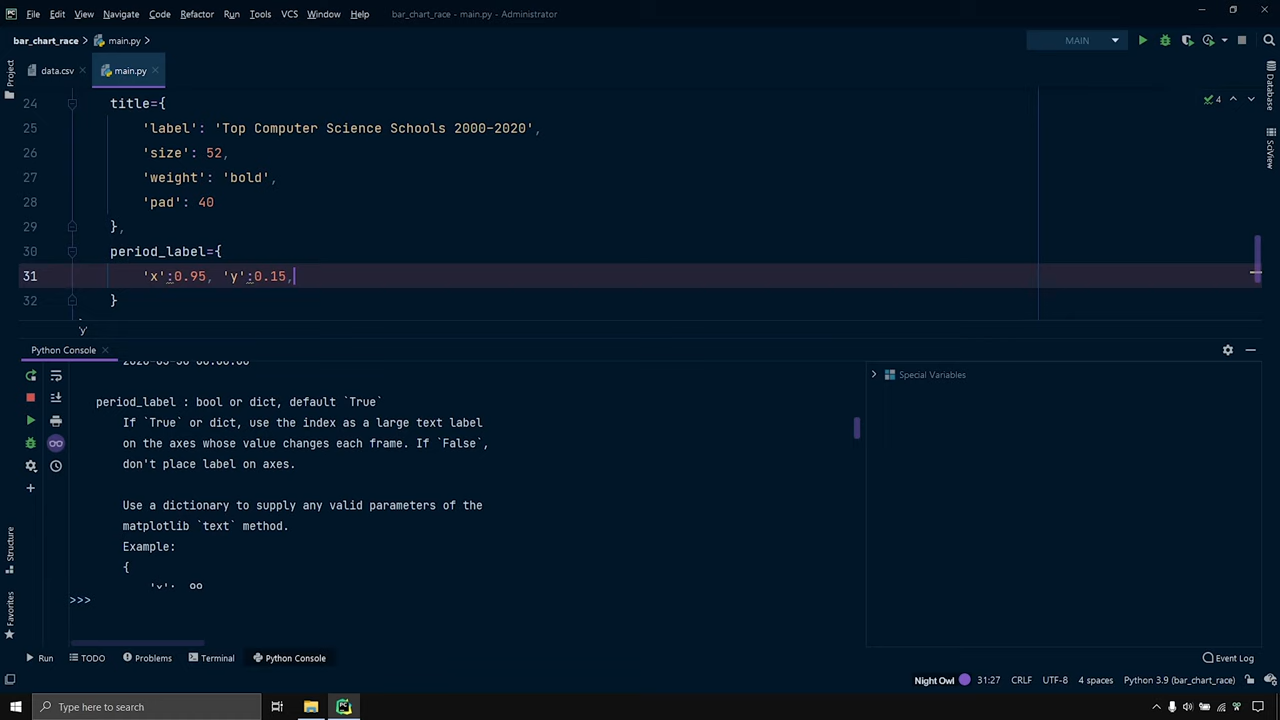 File Edit View Navigate Code Refactor Run Tools VCS Window Help bar_chart_race - main.py - Administrator
bar_chart_race main.py MAIN
data.csv main.py
Project
24 title={
25 'label': 'Top Computer Science Schools 2000-2020',
26 'size': 52,
27 'weight': 'bold',
28 'pad': 40
29 },
30 period_label={
31 'x':0.95, 'y':0.15,
32 }
4
Database
SciView
'y'
Python Console
period_label : bool or dict, default `True`
If `True` or dict, use the index as a large text label
on the axes whose value changes each frame. If `False`,
don't place label on axes.
Use a dictionary to supply any valid parameters of the
matplotlib `text` method.
Example:
{
>>>
Special Variables
Structure
Favorites
Run TODO Problems Terminal Python Console Event Log
Night Owl 31:27 CRLF UTF-8 4 spaces Python 3.9 (bar_chart_race)
Type here to search